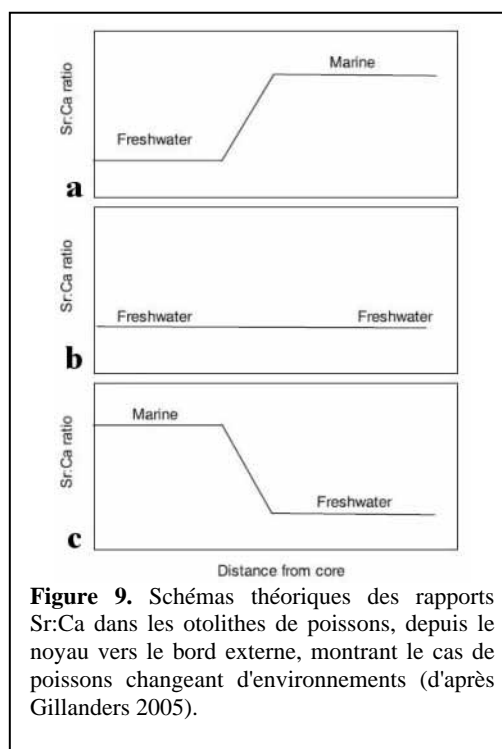 Sr:Ca ratio
Marine
Freshwater
a
Sr:Ca ratio
Freshwater
Freshwater
b
Sr:Ca ratio
Marine
Freshwater
c
Distance from core
Figure 9. Schémas théoriques des rapports
Sr:Ca dans les otolithes de poissons, depuis le
noyau vers le bord externe, montrant le cas de
poissons changeant d'environnements (d'après
Gillanders 2005).